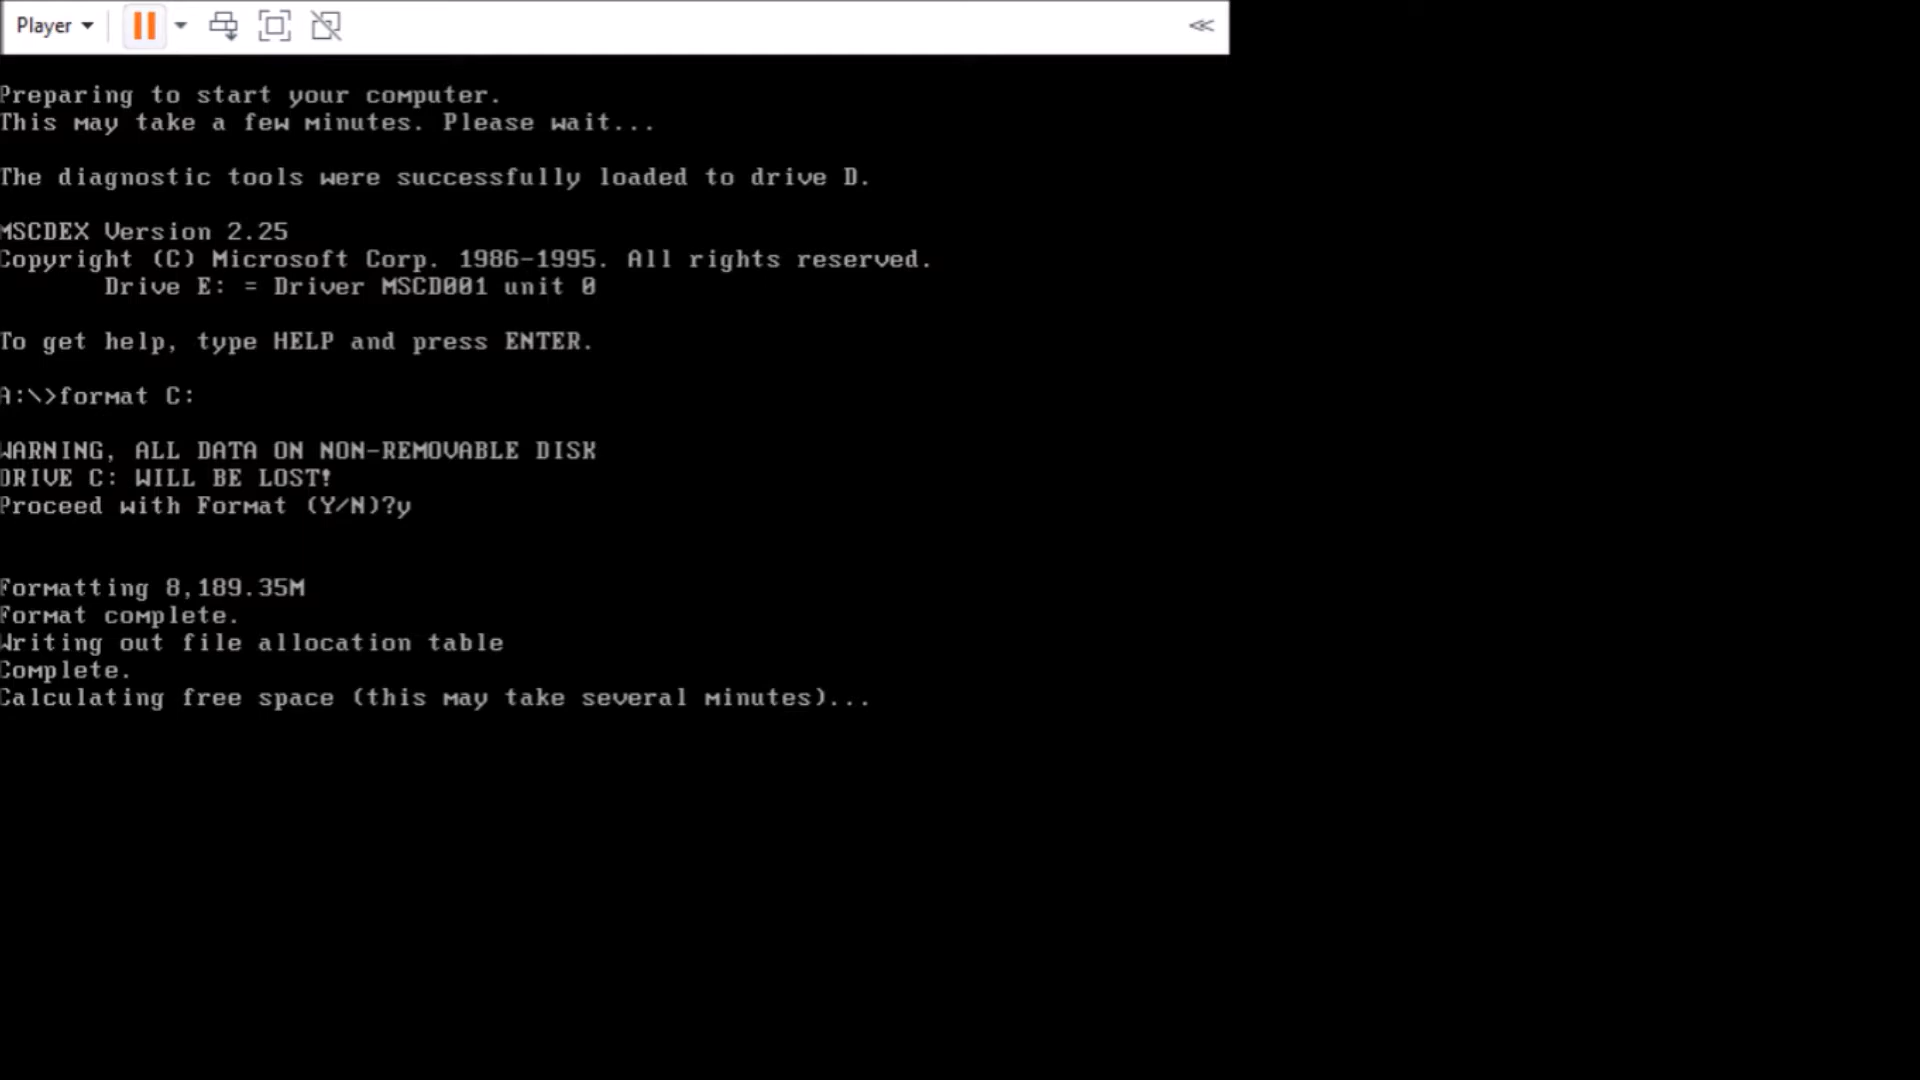 Player
Preparing to start your computer.
This may take a few minutes. Please wait...
The diagnostic tools were successfully loaded to drive D.
MSCDEX Version 2.25
Copyright (C) Microsoft Corp. 1986-1995. All rights reserved.
Drive E: = Driver MSCD001 unit 0
To get help, type HELP and press ENTER.
A:\>format C:
WARNING, ALL DATA ON NON-REMOVABLE DISK
DRIVE C: WILL BE LOST!
Proceed with Format (Y/N)?y
Formatting 8,189.35M
Format complete.
Writing out file allocation table
Complete.
Calculating free space (this may take several minutes)...